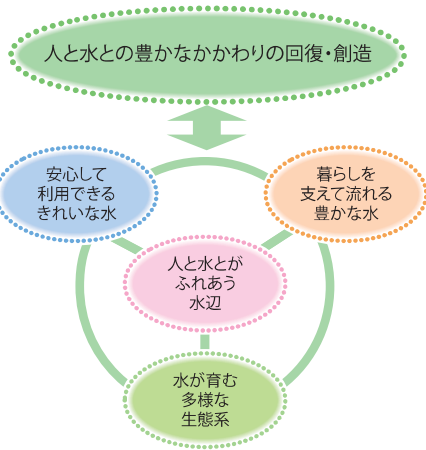 人と水との豊かなかかわりの回復・創造
安心して
利用できる
きれいな水
暮らしを
支えて流れる
豊かな水
人と水とが
ふれあう
水辺
水が育む
多様な
生態系